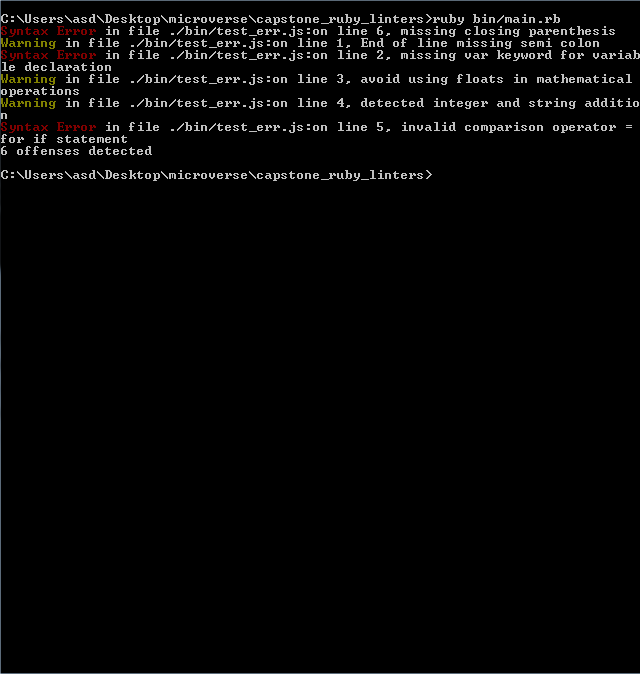 C:\Users\asd\Desktop\microverse\capstone_ruby_linters>ruby bin/main.rb
Syntax Error in file ./bin/test_err.js:on line 6, missing closing parenthesis
Warning in file ./bin/test_err.js:on line 1, End of line missing semi colon
Syntax Error in file ./bin/test_err.js:on line 2, missing var keyword for variab
le declaration
Warning in file ./bin/test_err.js:on line 3, avoid using floats in mathematical
operations
Warning in file ./bin/test_err.js:on line 4, detected integer and string additio
n
Syntax Error in file ./bin/test_err.js:on line 5, invalid comparison operator =
for if statement
6 offenses detected
C:\Users\asd\Desktop\microverse\capstone_ruby_linters>